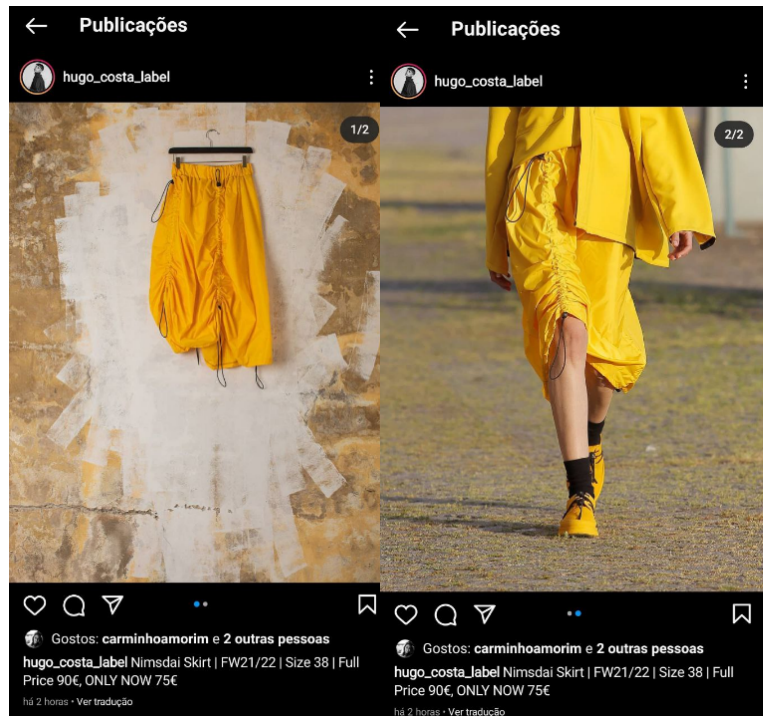 Publicações
hugo_costa_label
1/2
Gostos: carminhoamorim e 2 outras pessoas
hugo_costa_label Nimsdai Skirt | FW21/22 | Size 38 | Full
Price 90€, ONLY NOW 75€
há 2 horas • Ver tradução
Publicações
hugo_costa_label
2/2
Gostos: carminhoamorim e 2 outras pessoas
hugo_costa_label Nimsdai Skirt | FW21/22 | Size 38 | Full
Price 90€, ONLY NOW 75€
há 2 horas • Ver tradução